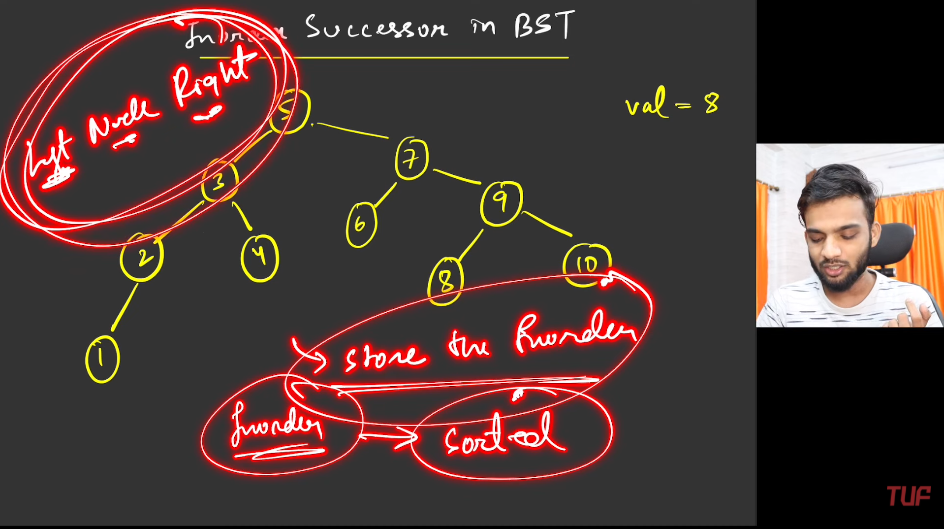 Inorder Successor in BST
Left Node Right
val = 8
5
7
3
9
6
2
4
8
10
1
→ store the Inorder
Inorder → sorted
TUF